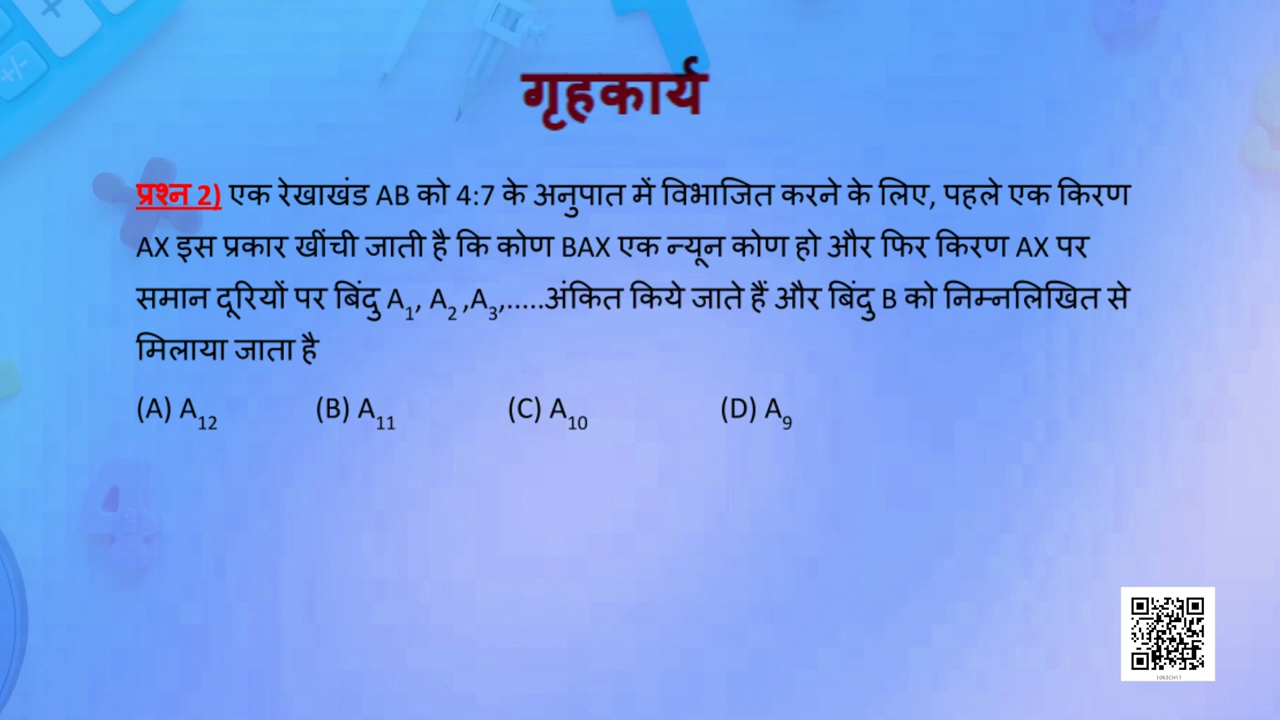 गृहकार्य
प्रश्न 2) एक रेखाखंड AB को 4:7 के अनुपात में विभाजित करने के लिए, पहले एक किरण
AX इस प्रकार खींची जाती है कि कोण BAX एक न्यून कोण हो और फिर किरण AX पर
समान दूरियों पर बिंदु A₁, A₂ ,A₃,.....अंकित किये जाते हैं और बिंदु B को निम्नलिखित से
मिलाया जाता है
(A) A₁₂ (B) A₁₁ (C) A₁₀ (D) A₉
1063CH11